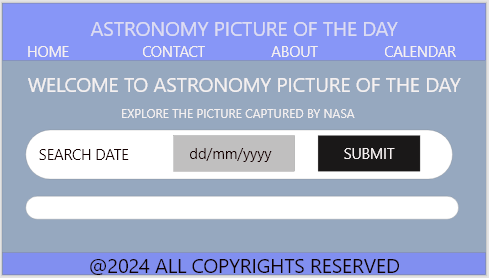 ASTRONOMY PICTURE OF THE DAY
HOME CONTACT ABOUT CALENDAR
WELCOME TO ASTRONOMY PICTURE OF THE DAY
EXPLORE THE PICTURE CAPTURED BY NASA
SEARCH DATE dd/mm/yyyy SUBMIT
@2024 ALL COPYRIGHTS RESERVED